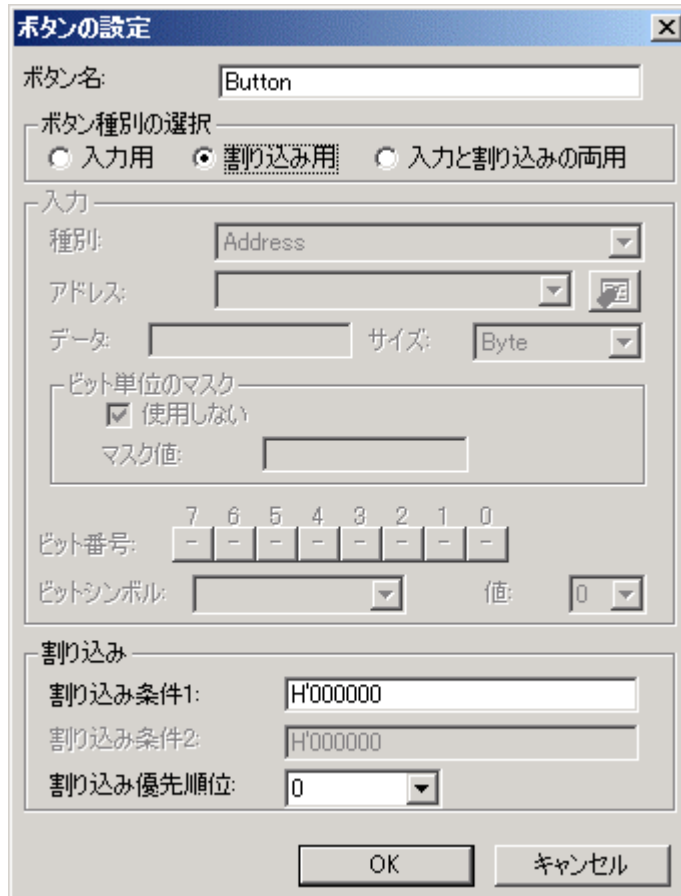 ボタンの設定
ボタン名: Button
ボタン種別の選択
入力用 割り込み用 入力と割り込みの両用
入力
種別: Address
アドレス:
データ: サイズ: Byte
ビット単位のマスク
使用しない
マスク値:
7 6 5 4 3 2 1 0
ビット番号: - - - - - - - -
ビットシンボル: 値: 0
割り込み
割り込み条件1: H'000000
割り込み条件2: H'000000
割り込み優先順位: 0
OK キャンセル